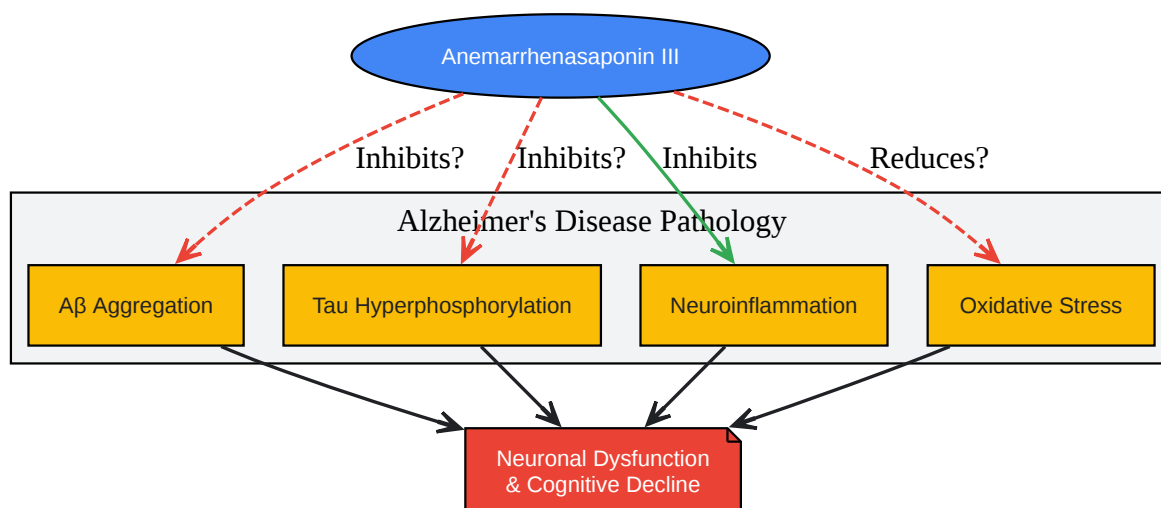 Anemarrhenasaponin III
Inhibits?
Inhibits?
Inhibits
Reduces?
Alzheimer's Disease Pathology
Aβ Aggregation
Tau Hyperphosphorylation
Neuroinflammation
Oxidative Stress
Neuronal Dysfunction
& Cognitive Decline